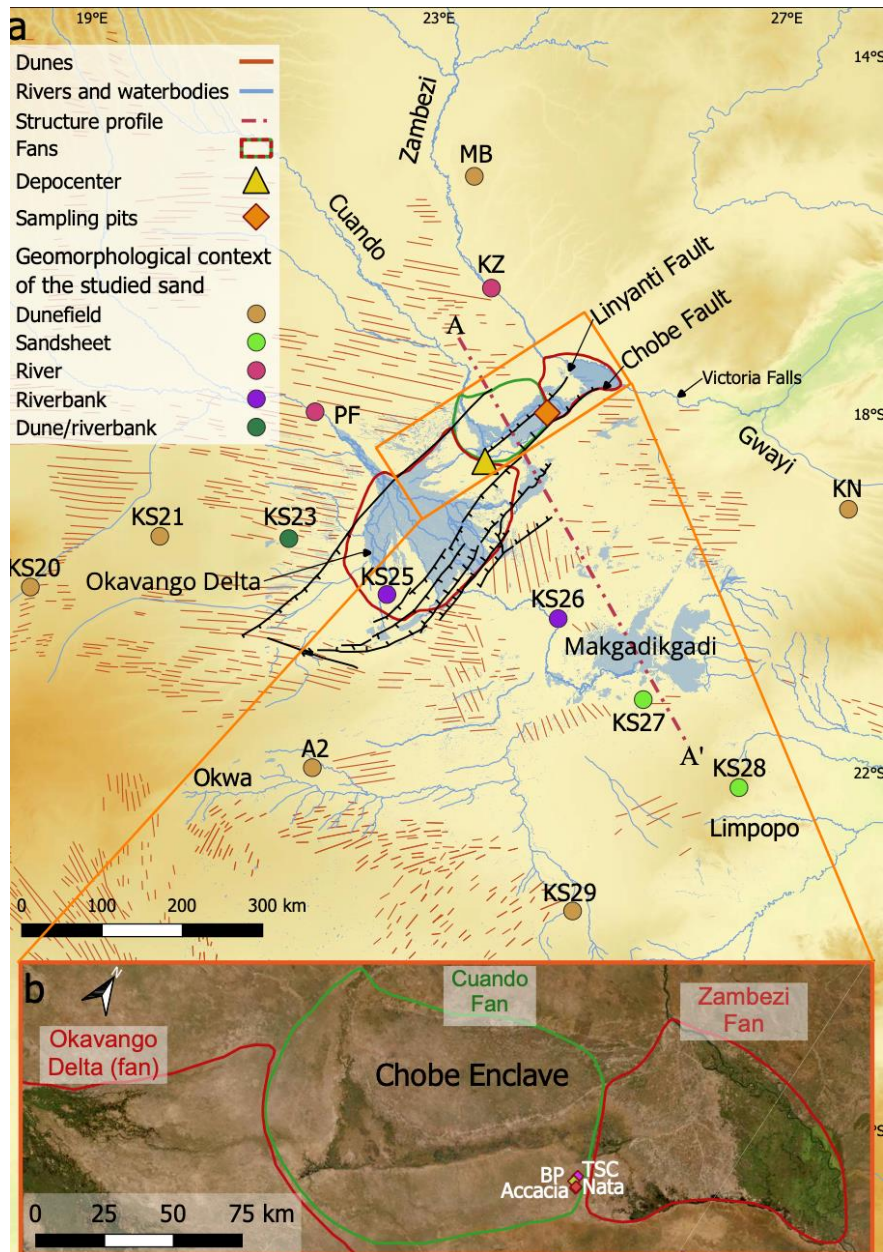 a
19°E
23°E
27°E
14°S
18°S
22°S
Dunes
Rivers and waterbodies
Structure profile
Fans
Depocenter
Sampling pits
Geomorphological context
of the studied sand
Dunefield
Sandsheet
River
Riverbank
Dune/riverbank
Zambezi
MB
Cuando
KZ
A
Linyanti Fault
Chobe Fault
Victoria Falls
Gwayi
PF
KN
KS21
KS23
KS20
Okavango Delta
KS25
KS26
Makgadikgadi
KS27
A2
A'
KS28
Okwa
Limpopo
KS29
0 100 200 300 km
b
N
Cuando
Fan
Zambezi
Fan
Okavango
Delta (fan)
Chobe Enclave
BP TSC
Accacia Nata
0 25 50 75 km